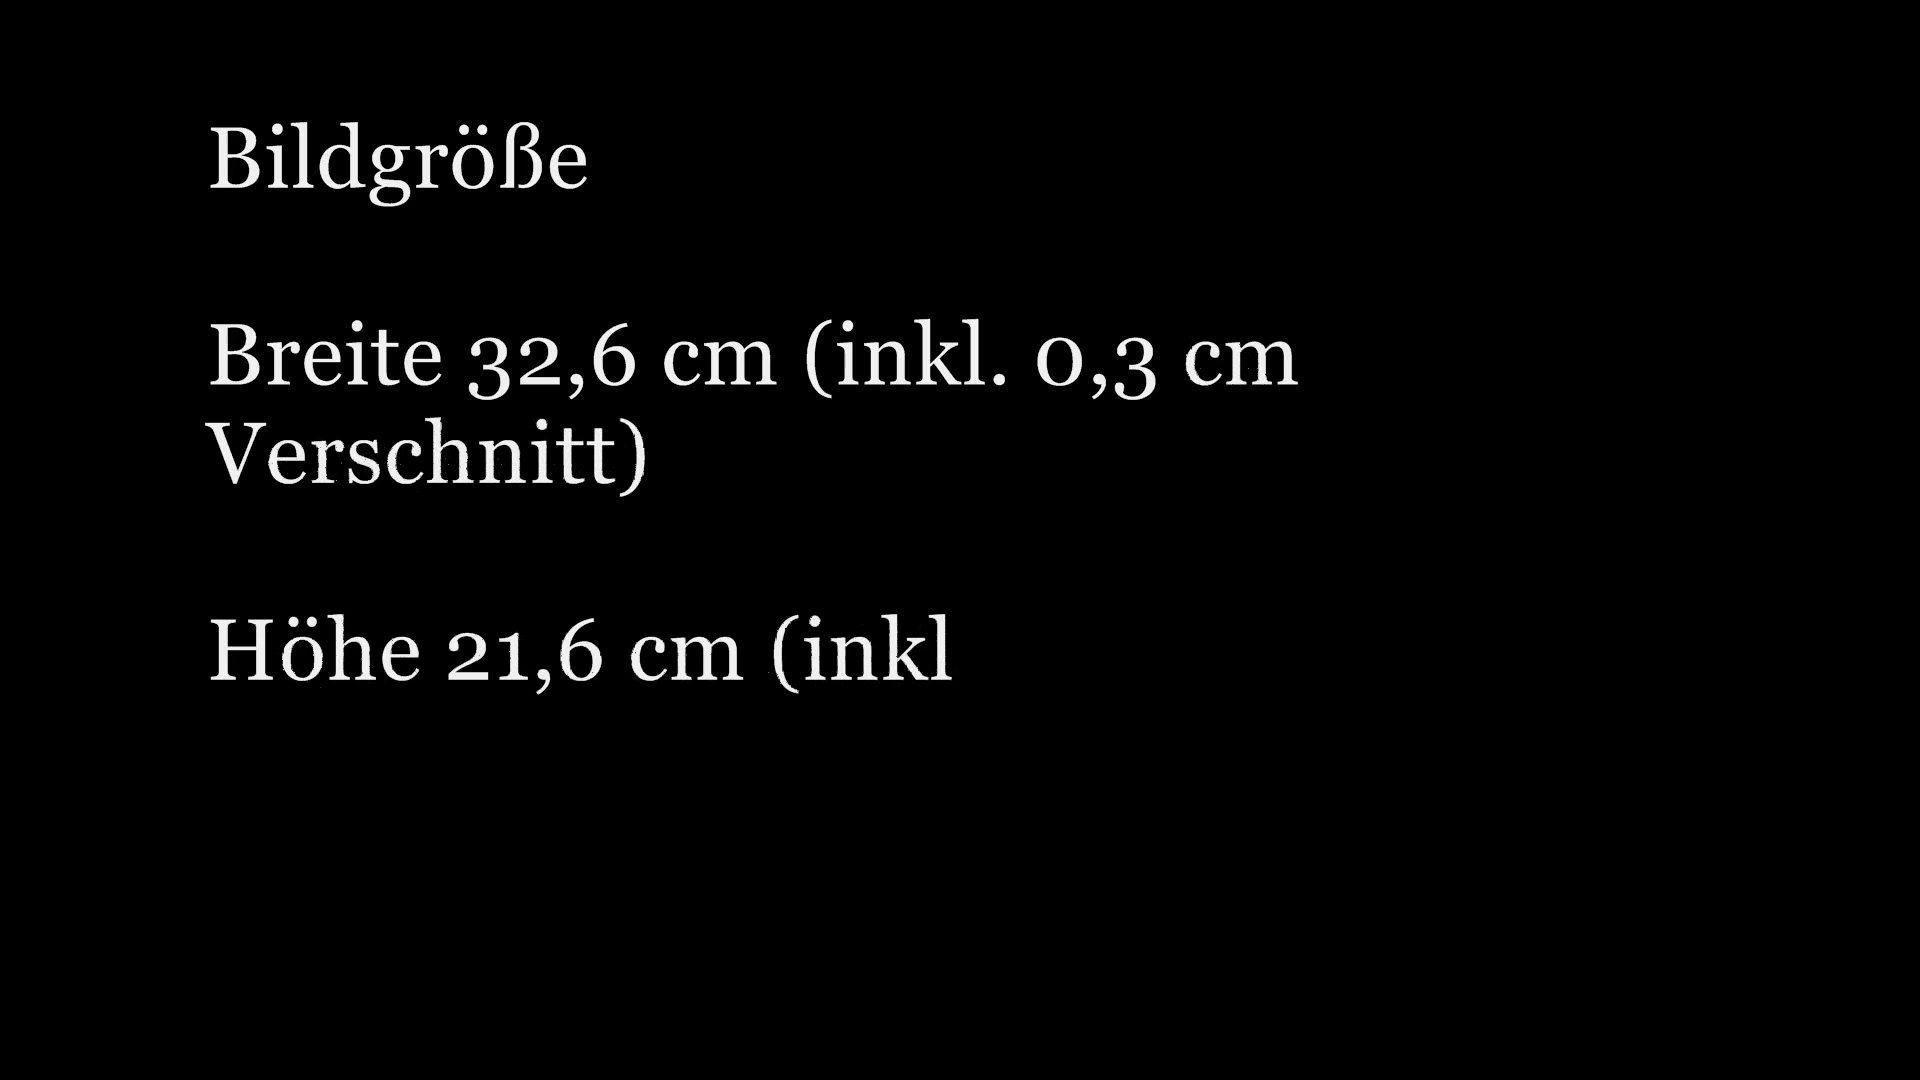 Bildgröße
Breite 32,6 cm (inkl. 0,3 cm
Verschnitt)
Höhe 21,6 cm (inkl